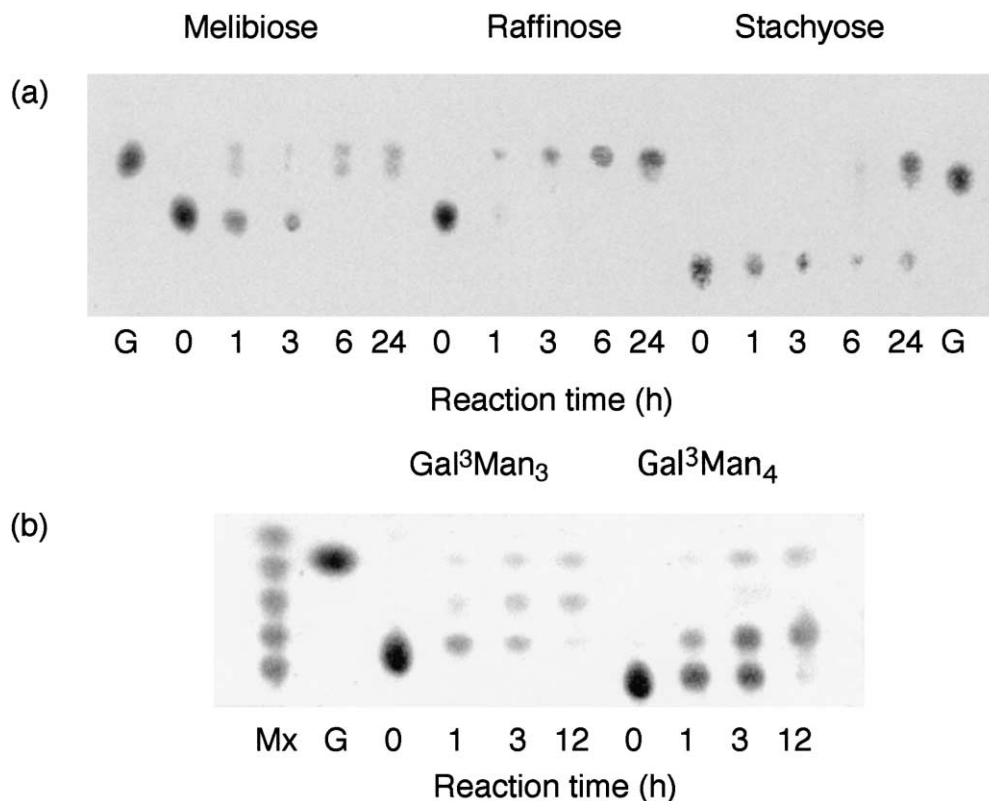 Melibiose Raffinose Stachyose
(a)
G 0 1 3 6 24 0 1 3 6 24 0 1 3 6 24 G
Reaction time (h)
Gal³Man₃ Gal³Man₄
(b)
Mx G 0 1 3 12 0 1 3 12
Reaction time (h)